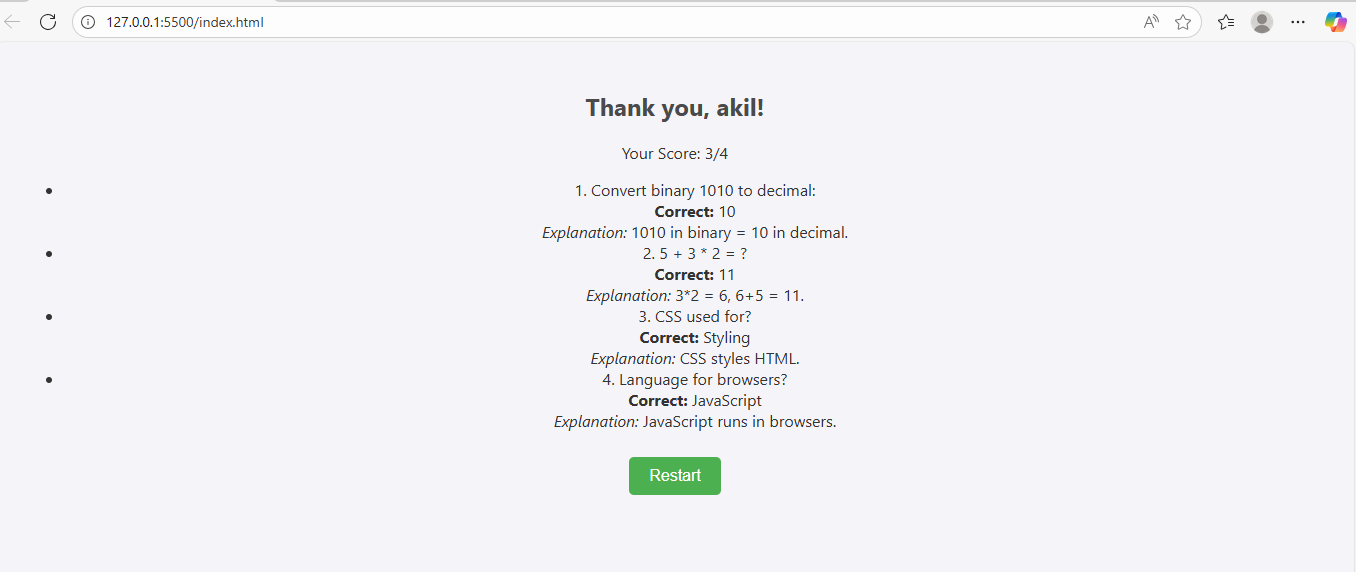 127.0.0.1:5500/index.html
Thank you, akil!
Your Score: 3/4
• 1. Convert binary 1010 to decimal:
Correct: 10
Explanation: 1010 in binary = 10 in decimal.
• 2. 5 + 3 * 2 = ?
Correct: 11
Explanation: 3*2 = 6, 6+5 = 11.
• 3. CSS used for?
Correct: Styling
Explanation: CSS styles HTML.
• 4. Language for browsers?
Correct: JavaScript
Explanation: JavaScript runs in browsers.
Restart